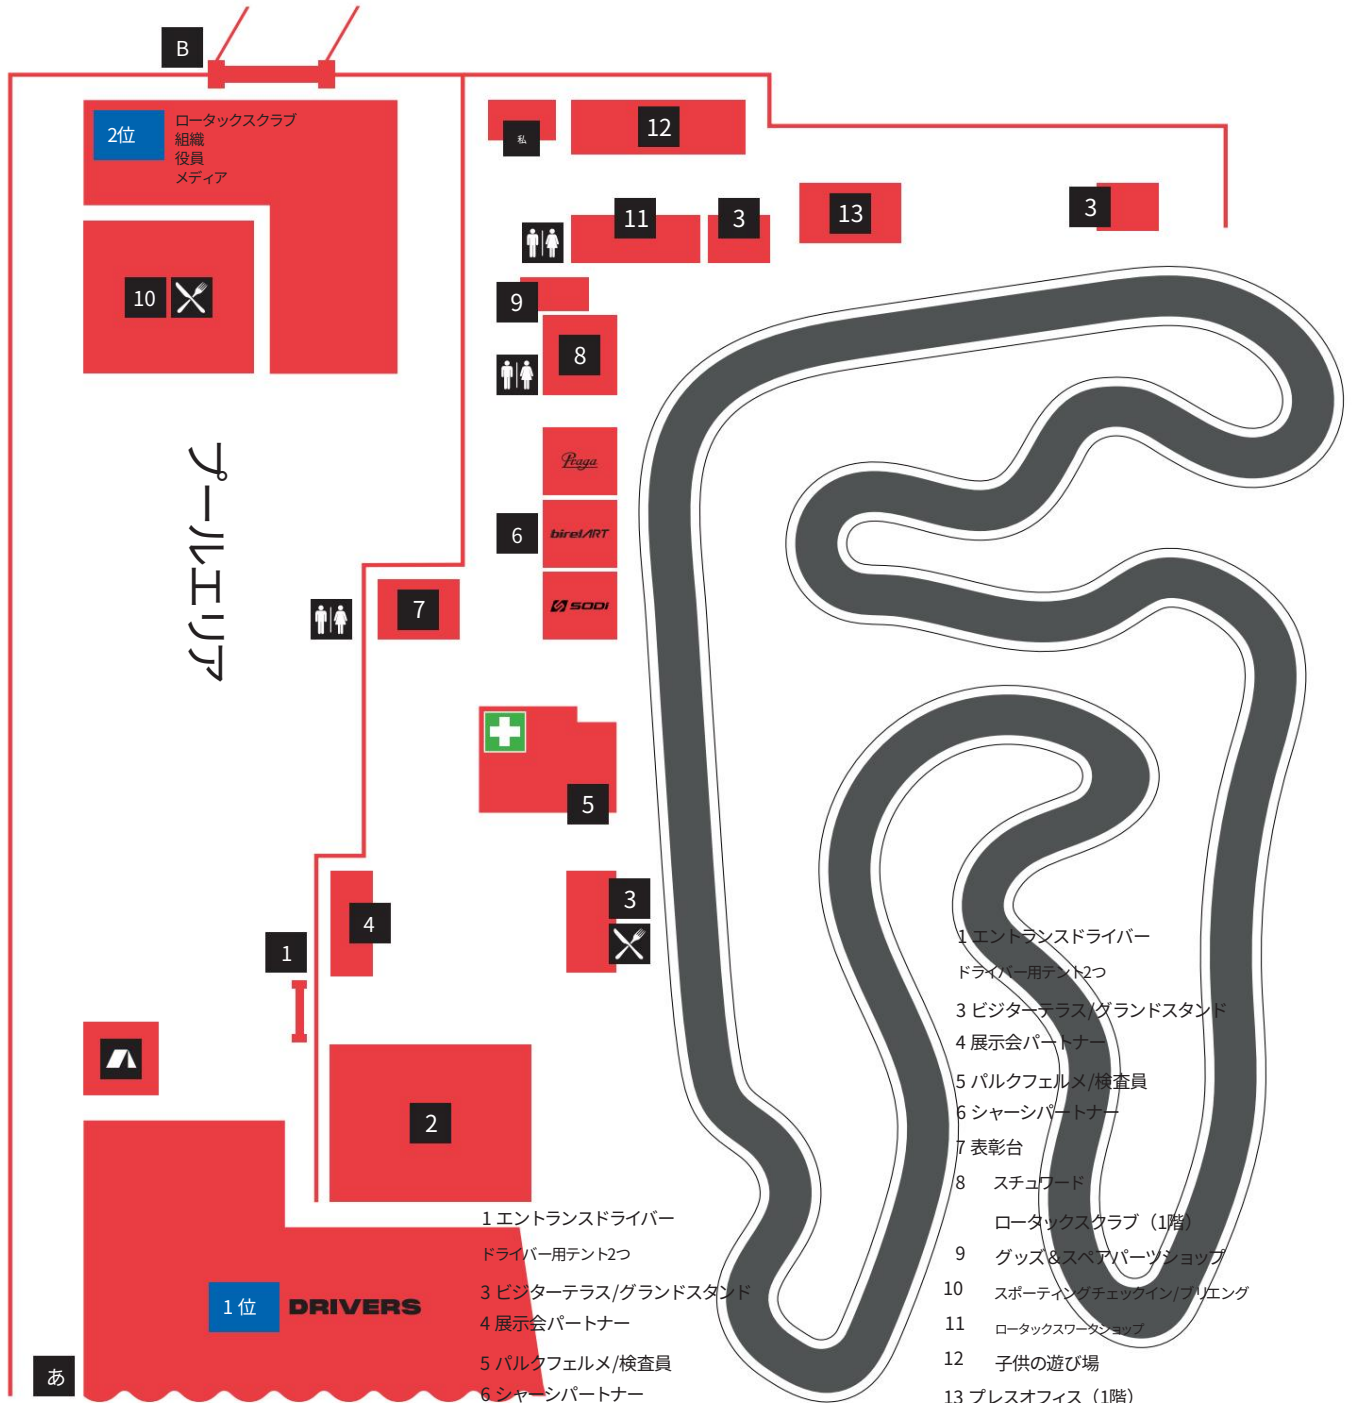 B
2位
ロータックスクラブ
組織
役員
メディア
私
12
11
3
13
3
10
9
8
Praga
6
birelART
プールエリア
7
SODI
5
3
4
1
2
1 位
DRIVERS
あ
1 エントランスドライバー
ドライバー用テント2つ
3 ビジターテラス/グランドスタンド
4 展示会パートナー
5 パルクフェルメ/検査員
6 シャーシパートナー
1 エントランスドライバー
ドライバー用テント2つ
3 ビジターテラス/グランドスタンド
4 展示会パートナー
5 パルクフェルメ/検査員
6 シャーシパートナー
7 表彰台
8 スチュワード
ロータックスクラブ（1階）
9 グッズ&スペアパーツショップ
10 スポーティングチェックイン/ブリエング
11 ロータックスワークショップ
12 子供の遊び場
13 プレスオフィス（1階）